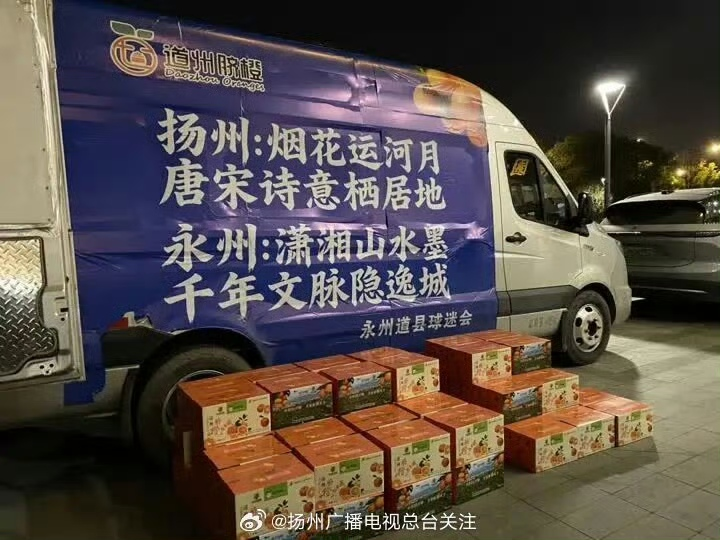 道州脐橙
Daozhou Oranges
扬州:烟花运河月
唐宋诗意栖居地
永州:潇湘山水墨
千年文脉隐逸城
永州道县球迷会
@扬州广播电视总台关注